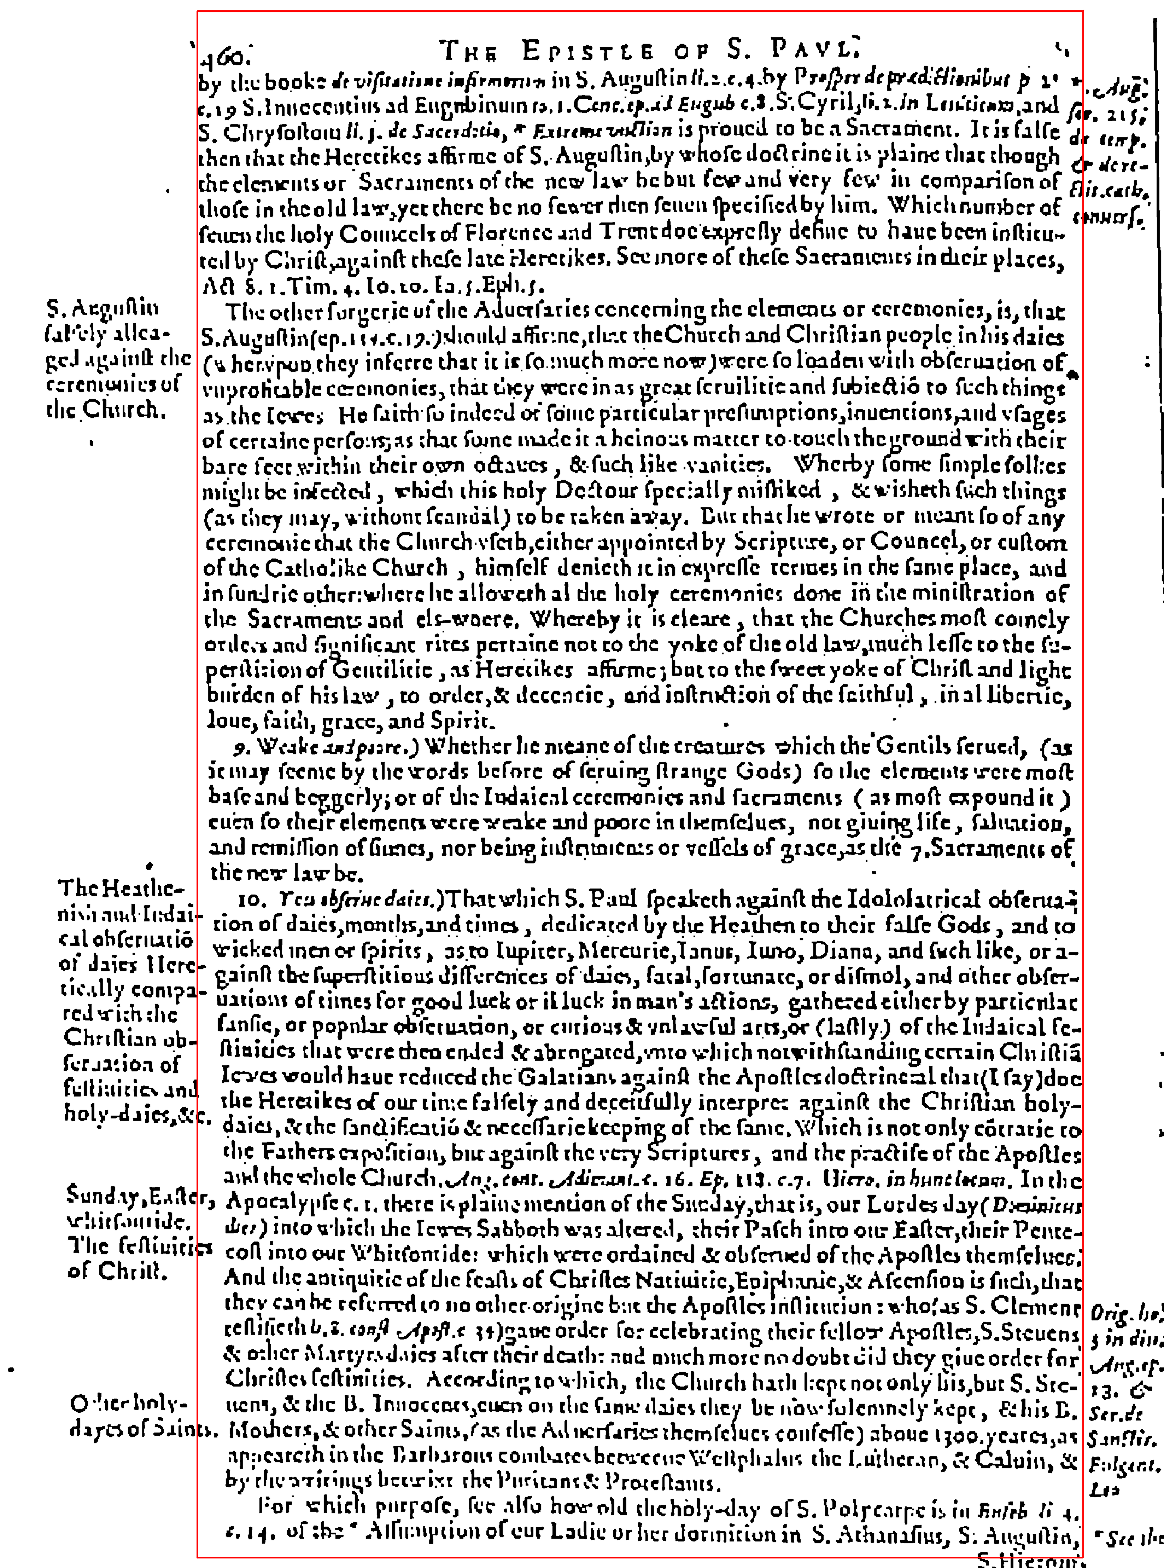 460. THE EPISTLE OF S. PAVL.
by the booke de visitatione infirmorum in S. Augustin li.2.c.4. by Prosper de prædictionibus p 2.
c.19 S. Innocentius ad Eugubinum to.1.Conc.ep.ad Eugub c.8. S. Cyril, li.2.in Leuiticum, and
S. Chrysostom li. 3. de Sacerdotio, * Extreme vnction is proued to be a Sacrament. It is false
then that the Heretikes affirme of S. Augustin, by whose doctrine it is plaine that though
the elements or Sacraments of the new law be but few and very few in comparison of
those in the old law, yet there be no fewer then seuen specified by him. Which number of
seuen the holy Councels of Florence and Trent doe expresly define to haue been institu-
ted by Christ, against these late Heretikes. See more of these Sacraments in their places,
Act 8. 1.Tim. 4. Io.20. Ia.5.Eph.5.
* Aug.
ser. 215.
de temp.
& de re-
ctis.cath.
conuers.
The other forgerie of the Aduersaries concerning the elements or ceremonies, is, that
S. Augustin (ep.119.c.19.) should affirme, that the Church and Christian people in his daies
(wherypon they inferre that it is so much more now) were so loaden with obseruation of
vnprofitable ceremonies, that they were in as great seruilitie and subiectiō to such things
as the Iewes He saith so indeed of some particular presumptions, inuentions, and vsages
of certaine persons; as that some made it a heinous matter to touch the ground with their
bare feet within their own octaues, & such like vanities. Wherby some simple folkes
might be infected, which this holy Doctour specially misliked, & wisheth such things
(as they may, without scandal) to be taken away. But that he wrote or meant so of any
ceremonie that the Church vseth, either appointed by Scripture, or Councel, or custom
of the Catholike Church, himself denieth it in expresse termes in the same place, and
in sundrie other: where he alloweth al the holy ceremonies done in the ministration of
the Sacraments and els-where. Whereby it is cleare, that the Churches most comely
orders and significant rites pertaine not to the yoke of the old law, much lesse to the su-
perstition of Gentilitie, as Heretikes affirme; but to the sweet yoke of Christ and light
burden of his law, to order, & decencie, and instruction of the faithful, in al libertie,
loue, faith, grace, and Spirit.
S. Augustin
falsely allea-
ged against the
ceremonies of
the Church.
9. Weake and poore.) Whether he meane of the creatures which the Gentils serued, (as
it may seeme by the words before of seruing strange Gods) so the elements were most
base and beggerly; or of the Iudaical ceremonies and sacraments (as most expound it)
euen so their elements were weake and poore in themselues, not giuing life, saluation,
and remission of sinnes, nor being instruments or vessels of grace, as the 7. Sacraments of
the new law be.
10. You obserue daies.) That which S. Paul speaketh against the Idololatrical obserua-
tion of daies, months, and times, dedicated by the Heathen to their false Gods, and to
wicked men or spirits, as to Iupiter, Mercurie, Ianus, Iuno, Diana, and such like, or a-
gainst the superstitious differences of daies, fatal, fortunate, or dismol, and other obser-
uations of times for good luck or il luck in man's actions, gathered either by particular
fansie, or popular obseruation, or curious & vnlawful arts, or (lastly) of the Iudaical fe-
stiuities that were then ended & abrogated, vnto which notwithstanding certain Christiā
Iewes would haue reduced the Galatians against the Apostles doctrine: al that (I say) doe
the Heretikes of our time falsely and deceitfully interpret against the Christian holy-
daies, & the sanctificatiō & necessarie keeping of the same. Which is not only cōtrarie to
the Fathers exposition, but against the very Scriptures, and the practise of the Apostles
and the whole Church. Aug. cont. Adimant. c. 16. Ep. 118. c.7. Hiero. in hunc locum. In the
Apocalypse c. 1. there is plaine mention of the Sunday, that is, our Lordes day (Dominicus
dies) into which the Iewes Sabboth was altered, their Pasch into our Easter, their Pente-
cost into our Whitsontide: which were ordained & obserued of the Apostles themselues.
And the antiquitie of the feasts of Christes Natiuitie, Epiphanie, & Ascension is such, that
they can be referred to no other origine but the Apostles institution: who (as S. Clement
testifieth li. 8. const Apost. c 39) gaue order for celebrating their fellow Apostles, S. Steuens
& other Martyrs daies after their death: and much more no doubt did they giue order for
Christes festiuities. According to which, the Church hath kept not only his, but S. Ste-
uens, & the B. Innocents, euen on the same daies they be now solemnely kept, & his B.
Mothers, & other Saints, (as the Aduersaries themselues confesse) aboue 1300. yeares, as
appeareth in the Barbarous combates betweene Westphalus the Lutheran, & Caluin, &
by the writings betwixt the Puritans & Protestants.
For which purpose, see also how old the holy-day of S. Polycarpe is in Euseb li 4.
c. 14. of the * Assumption of our Ladie or her dormition in S. Athanasius, S. Augustin,
S. Hierom.
The Heathe-
nish and Iudai-
cal obseruatiō
of daies Here-
tically compa-
red with the
Christian ob-
seruation of
festiuities and
holy-daies, &c.
Sunday, Easter,
whitsontide.
The festiuities
of Christ.
Other holy-
dayes of Saints.
Orig. ho.
3 in diu.
Aug. ep.
13. &
Ser. de
Sanctis.
Fulgent.
Leo
* See the